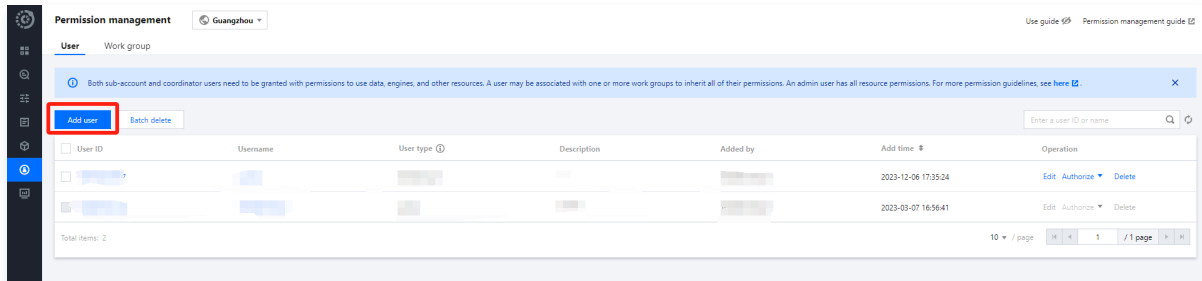 Permission management Guangzhou Use guide Permission management guide
User Work group
Both sub-account and coordinator users need to be granted with permissions to use data, engines, and other resources. A user may be associated with one or more work groups to inherit all of their permissions. An admin user has all resource permissions. For more permission guidelines, see here.
Add user Batch delete Enter a user ID or name
User ID Username User type Description Added by Add time Operation
2023-12-06 17:35:24 Edit Authorize Delete
2023-03-07 16:56:41 Edit Authorize Delete
Total items: 2 10 / page 1 / 1 page